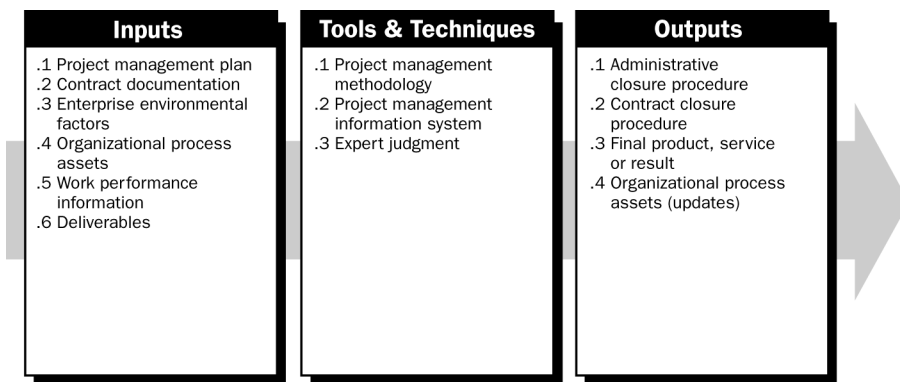 Inputs
.1 Project management plan
.2 Contract documentation
.3 Enterprise environmental
factors
.4 Organizational process
assets
.5 Work performance
information
.6 Deliverables
Tools & Techniques
.1 Project management
methodology
.2 Project management
information system
.3 Expert judgment
Outputs
.1 Administrative
closure procedure
.2 Contract closure
procedure
.3 Final product, service
or result
.4 Organizational process
assets (updates)